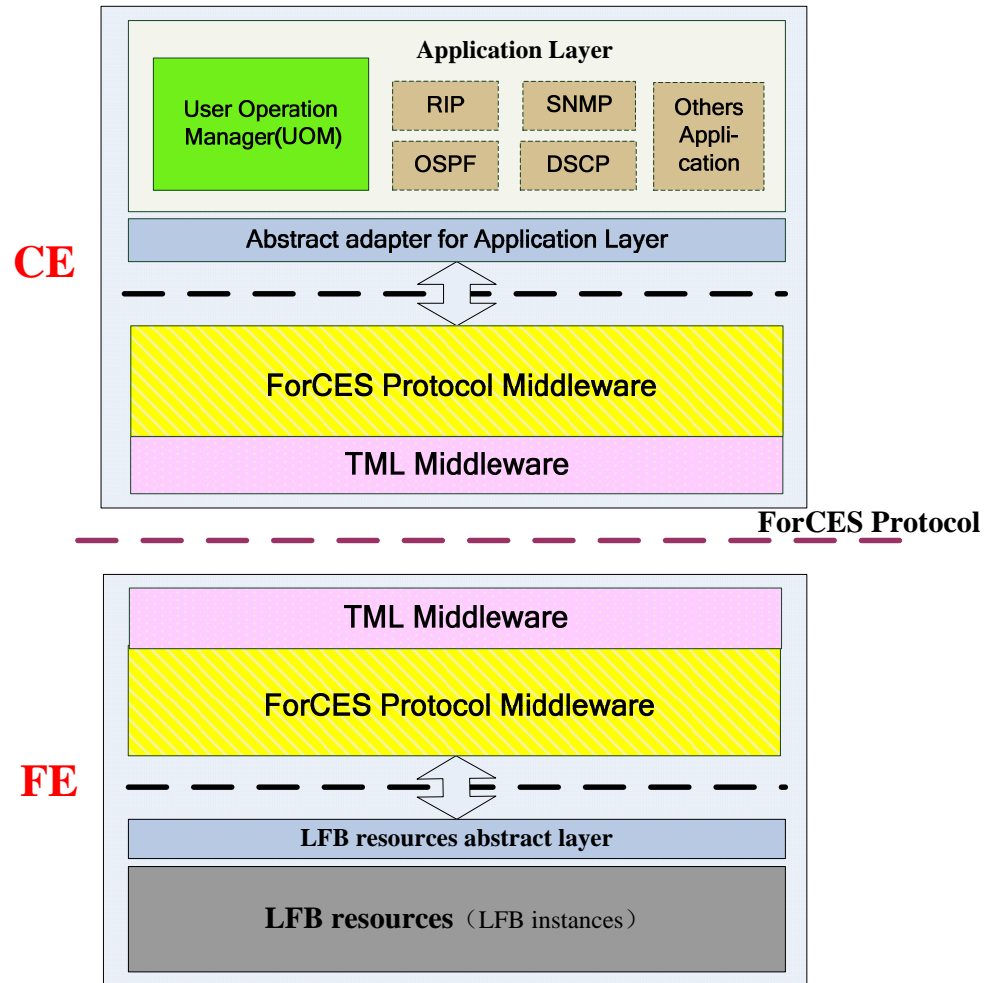 Application Layer
User Operation
Manager(UOM)
RIP
SNMP
OSPF
DSCP
Others
Appli-
cation
Abstract adapter for Application Layer
CE
ForCES Protocol Middleware
TML Middleware
ForCES Protocol
TML Middleware
ForCES Protocol Middleware
FE
LFB resources abstract layer
LFB resources（LFB instances）